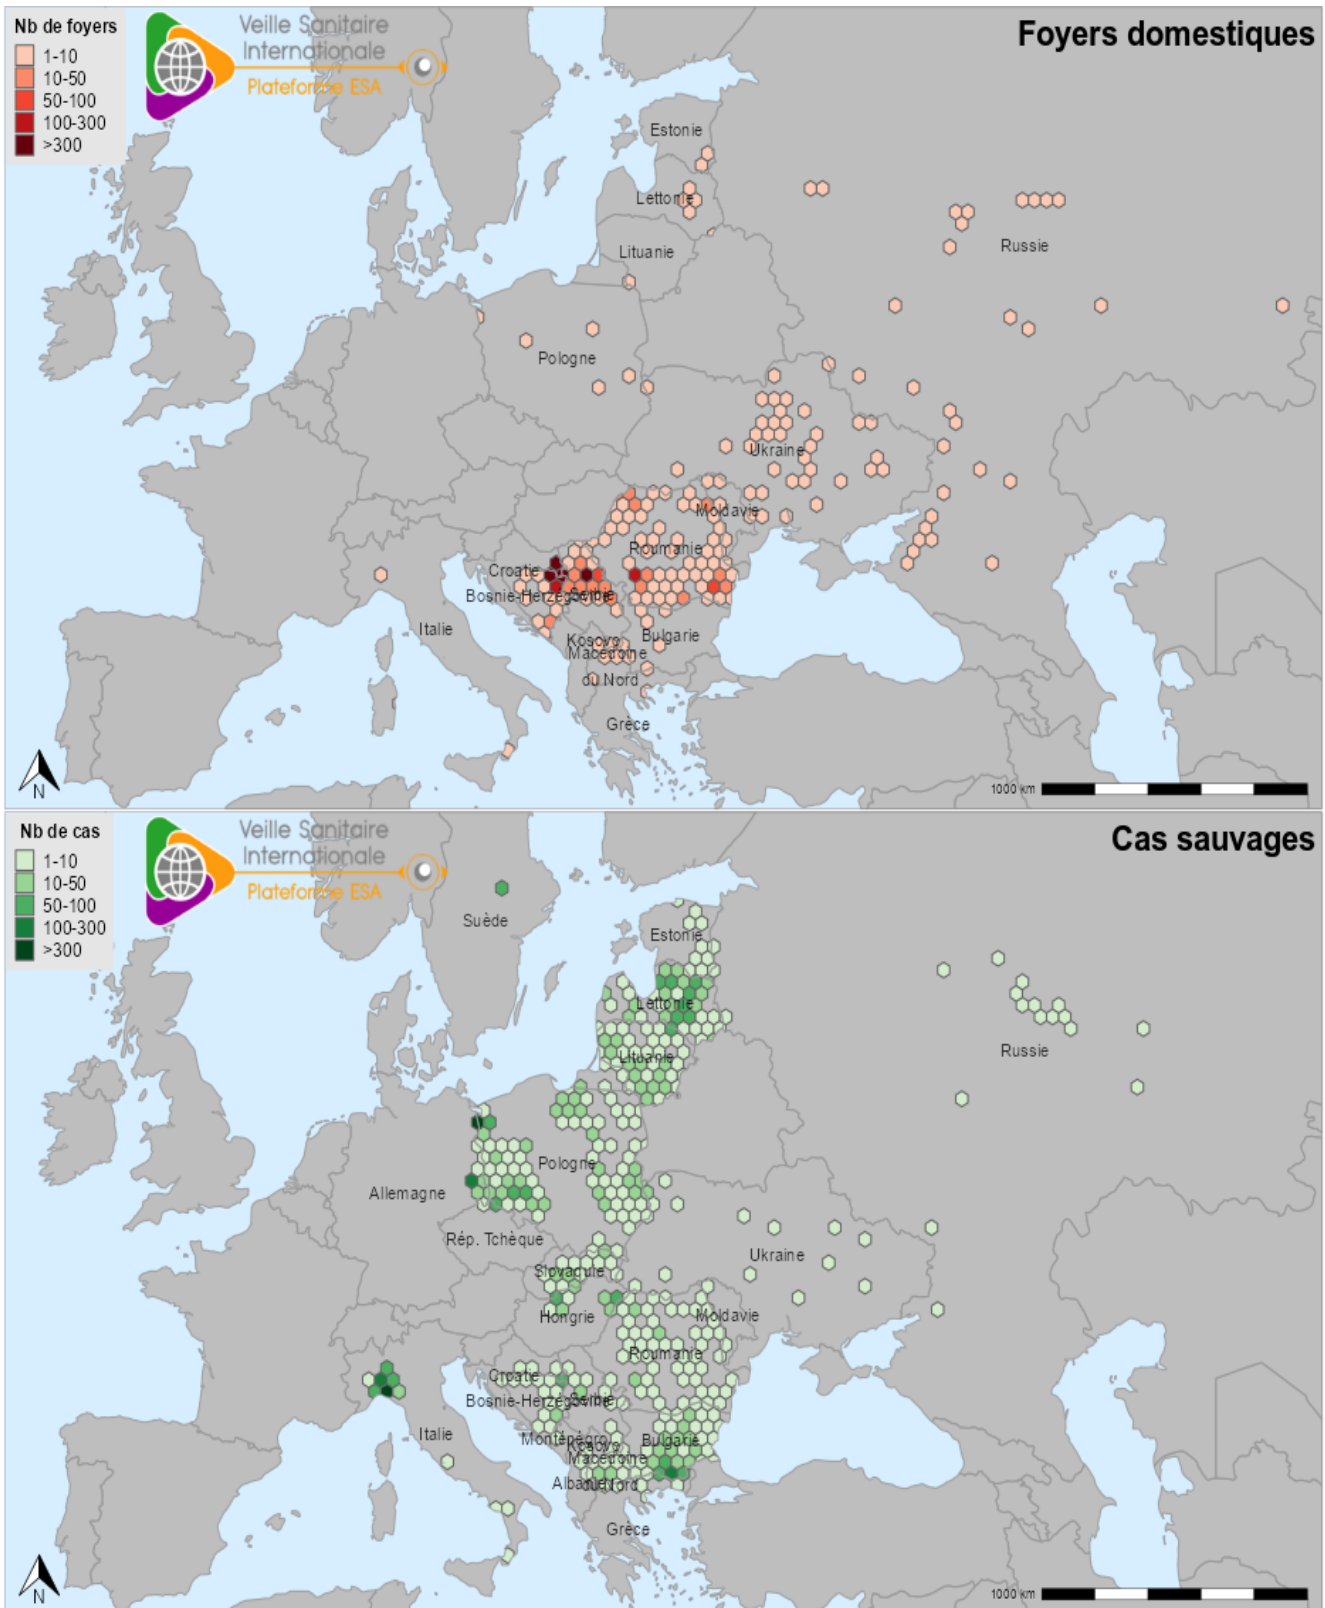 Foyers domestiques
Nb de foyers
1-10
10-50
50-100
100-300
>300
Veille Sanitaire
Internationale
Plateforme ESA
Estonie
Lettonie
Lituanie
Russie
Pologne
Ukraine
Moldavie
Roumanie
Croatie
Bosnie-Herzégovine
Serbie
Italie
Kosovo
Bulgarie
Macédoine
du Nord
Grèce
N
1000 km
Cas sauvages
Nb de cas
1-10
10-50
50-100
100-300
>300
Veille Sanitaire
Internationale
Plateforme ESA
Suède
Estonie
Lettonie
Lituanie
Russie
Pologne
Allemagne
Rép. Tchèque
Ukraine
Slovaquie
Hongrie
Moldavie
Roumanie
Croatie
Bosnie-Herzégovine
Serbie
Italie
Monténégro
Kosovo
Bulgarie
Macédoine
Albanie
du Nord
Grèce
N
1000 km